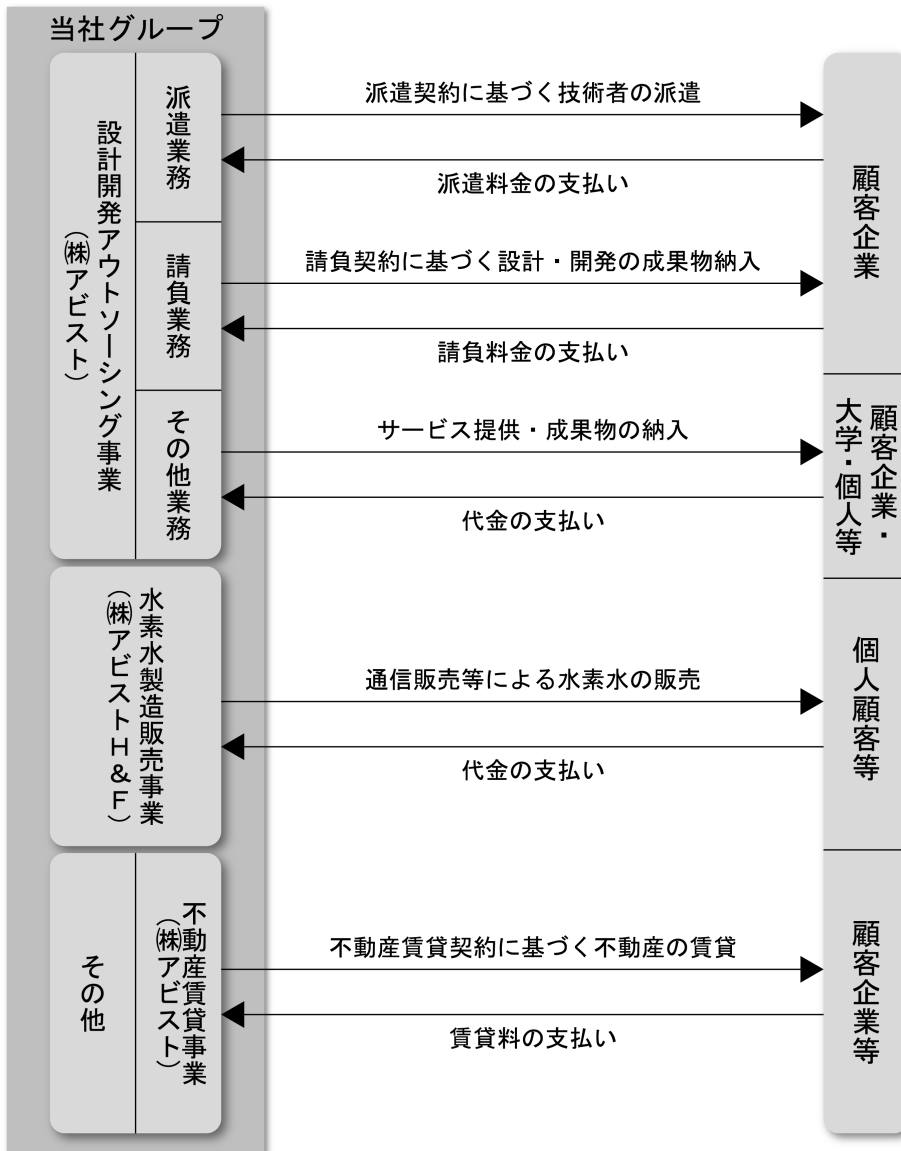 当社グループ
設計開発アウトソーシング事業
（㈱アビスト）
派遣業務
派遣契約に基づく技術者の派遣
派遣料金の支払い
請負業務
請負契約に基づく設計・開発の成果物納入
請負料金の支払い
顧客企業
その他業務
サービス提供・成果物の納入
代金の支払い
顧客企業・
大学・個人等
水素水製造販売事業
（㈱アビストＨ＆Ｆ）
通信販売等による水素水の販売
代金の支払い
個人顧客等
その他
不動産賃貸事業
（㈱アビスト）
不動産賃貸契約に基づく不動産の賃貸
賃貸料の支払い
顧客企業等